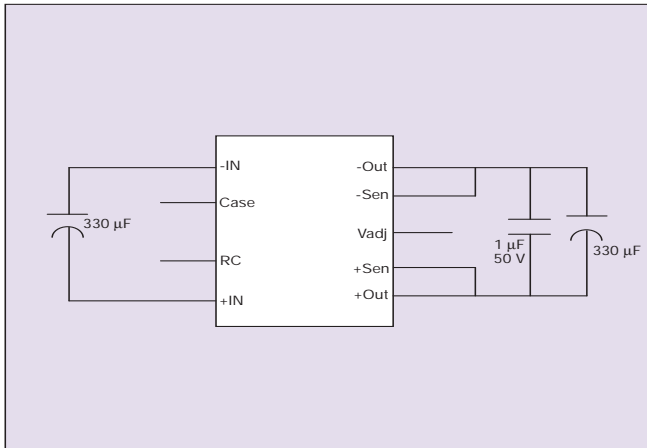 -IN
Case
330 µF
RC
+IN
-Out
-Sen
Vadj
+Sen
+Out
1 µF
50 V
330 µF